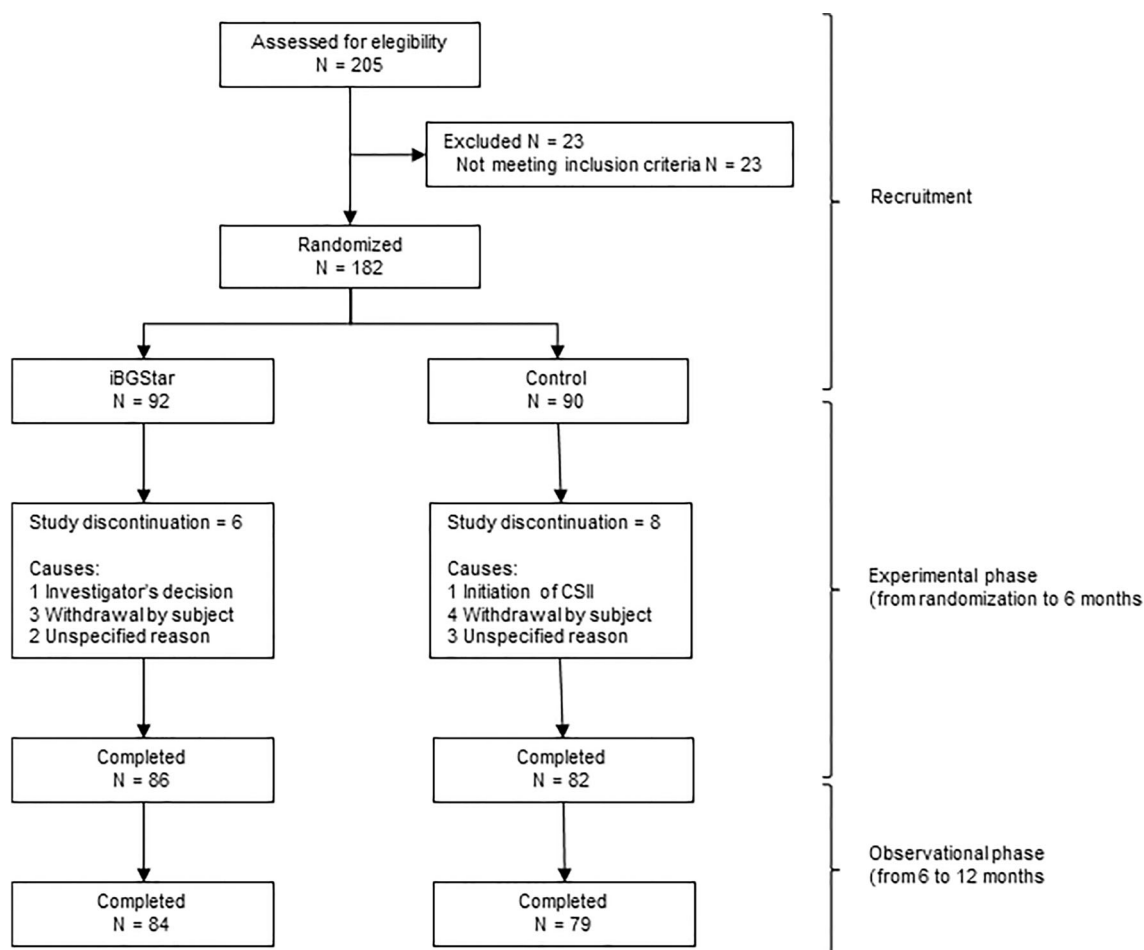 Assessed for elegibility
N = 205
Excluded N = 23
Not meeting inclusion criteria N = 23
Recruitment
Randomized
N = 182
iBGStar
N = 92
Control
N = 90
Study discontinuation = 6
Causes:
1 Investigator's decision
3 Withdrawal by subject
2 Unspecified reason
Study discontinuation = 8
Causes:
1 Initiation of CSII
4 Withdrawal by subject
3 Unspecified reason
Experimental phase
(from randomization to 6 months
Completed
N = 86
Completed
N = 82
Observational phase
(from 6 to 12 months
Completed
N = 84
Completed
N = 79